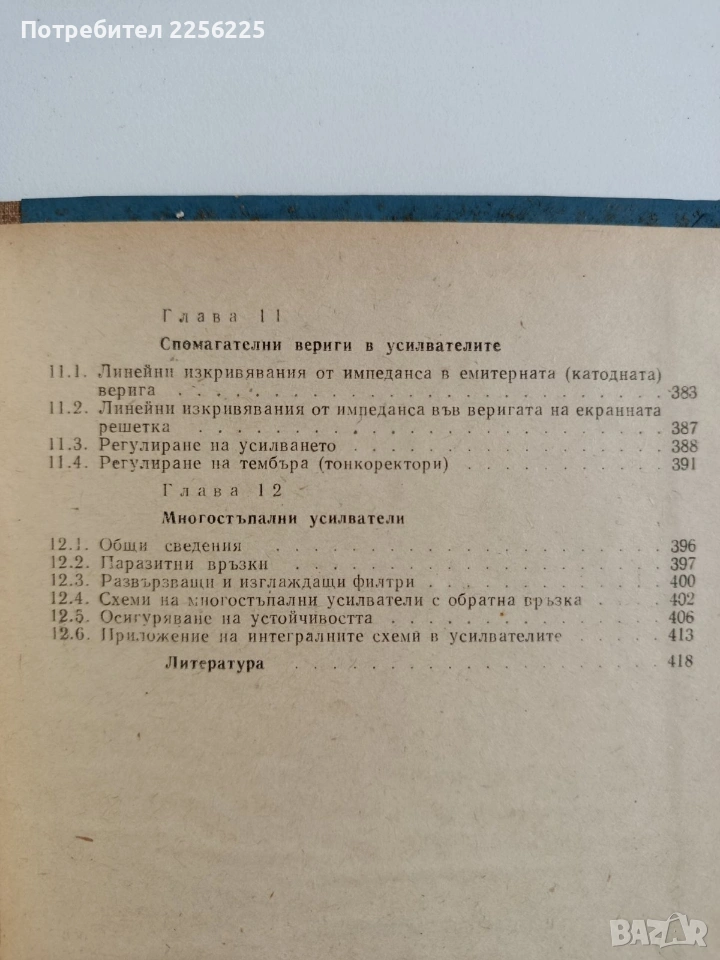 Потребител 2256225
Глава 11
Спомагателни вериги в усилвателите
11.1. Линейни изкривявания от импеданса в емитерната (катодната)
верига . . . . . . . . . . . . . . . . . . . . . 383
11.2. Линейни изкривявания от импеданса във веригата на екранната
решетка . . . . . . . . . . . . . . . . . . . . 387
11.3. Регулиране на усилването . . . . . . . . . . . . . . 388
11.4. Регулиране на тембъра (тонкоректори) . . . . . . . . . 391
Глава 12
Многостъпални усилватели
12.1. Общи сведения . . . . . . . . . . . . . . . . . . 396
12.2. Паразитни връзки . . . . . . . . . . . . . . . . . 397
12.3. Развързващи и изглаждащи филтри . . . . . . . . . . . 400
12.4. Схеми на многостъпални усилватели с обратна връзка . . . . 402
12.5. Осигуряване на устойчивостта . . . . . . . . . . . . . 406
12.6. Приложение на интегралните схеми в усилвателите . . . . . 413
Литература . . . . . . . . . . . . . . . . . . 418
BAZAR